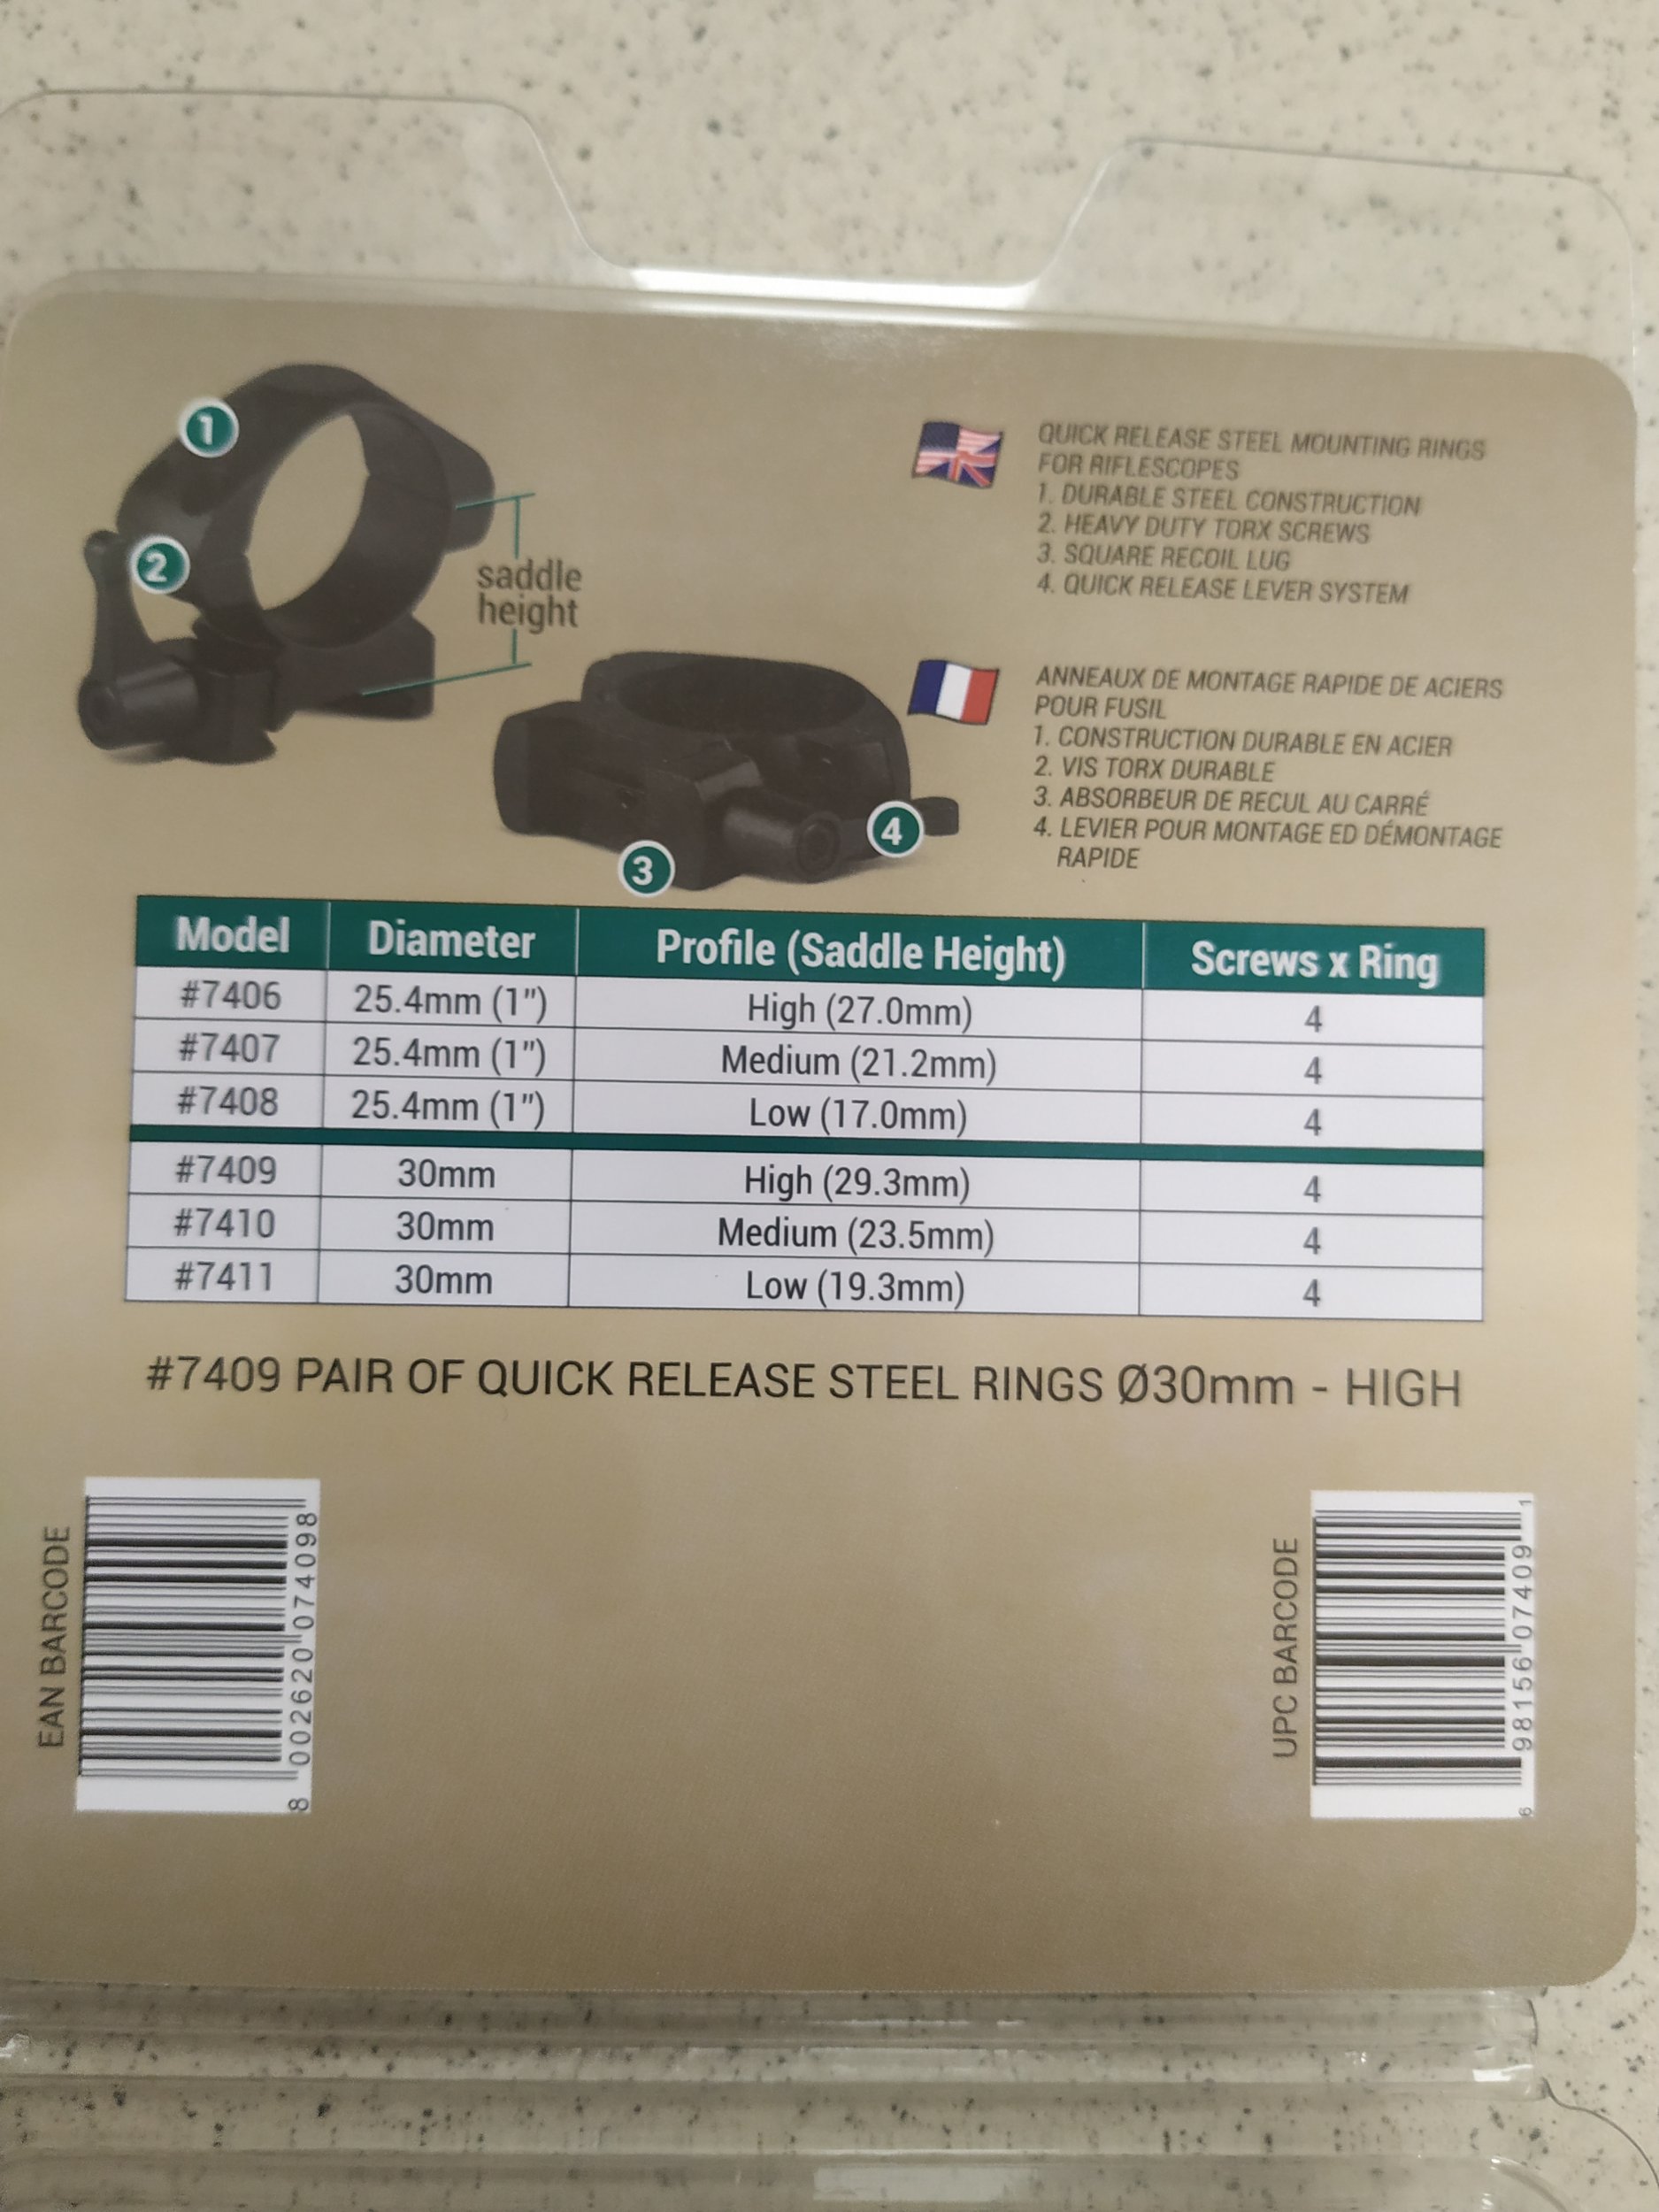 1
2
saddle
height
3
4
QUICK RELEASE STEEL MOUNTING RINGS
FOR RIFLESCOPES
1. DURABLE STEEL CONSTRUCTION
2. HEAVY DUTY TORX SCREWS
3. SQUARE RECOIL LUG
4. QUICK RELEASE LEVER SYSTEM
ANNEAUX DE MONTAGE RAPIDE DE ACIERS
POUR FUSIL
1. CONSTRUCTION DURABLE EN ACIER
2. VIS TORX DURABLE
3. ABSORBEUR DE RECUL AU CARRÉ
4. LEVIER POUR MONTAGE ED DÉMONTAGE
RAPIDE
Model Diameter Profile (Saddle Height) Screws x Ring
#7406 25.4mm (1") High (27.0mm) 4
#7407 25.4mm (1") Medium (21.2mm) 4
#7408 25.4mm (1") Low (17.0mm) 4
#7409 30mm High (29.3mm) 4
#7410 30mm Medium (23.5mm) 4
#7411 30mm Low (19.3mm) 4
#7409 PAIR OF QUICK RELEASE STEEL RINGS Ø30mm - HIGH
EAN BARCODE
8 002620 074098
UPC BARCODE
6 98156 07409 1